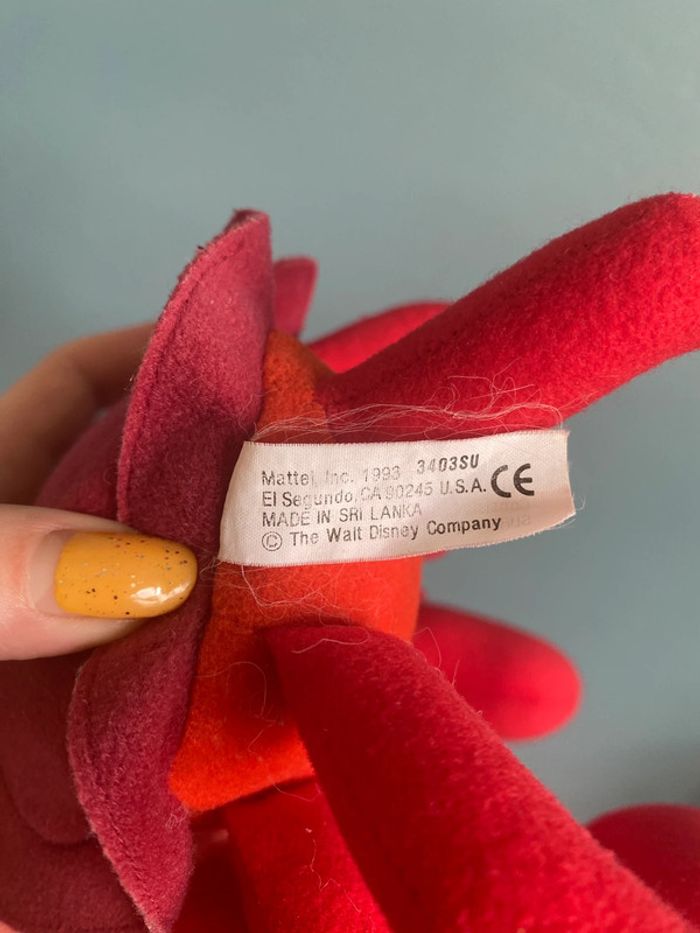 Mattel, Inc. 1993 3403SU
El Segundo, CA 90245 U.S.A. CE
MADE IN SRI LANKA
© The Walt Disney Company